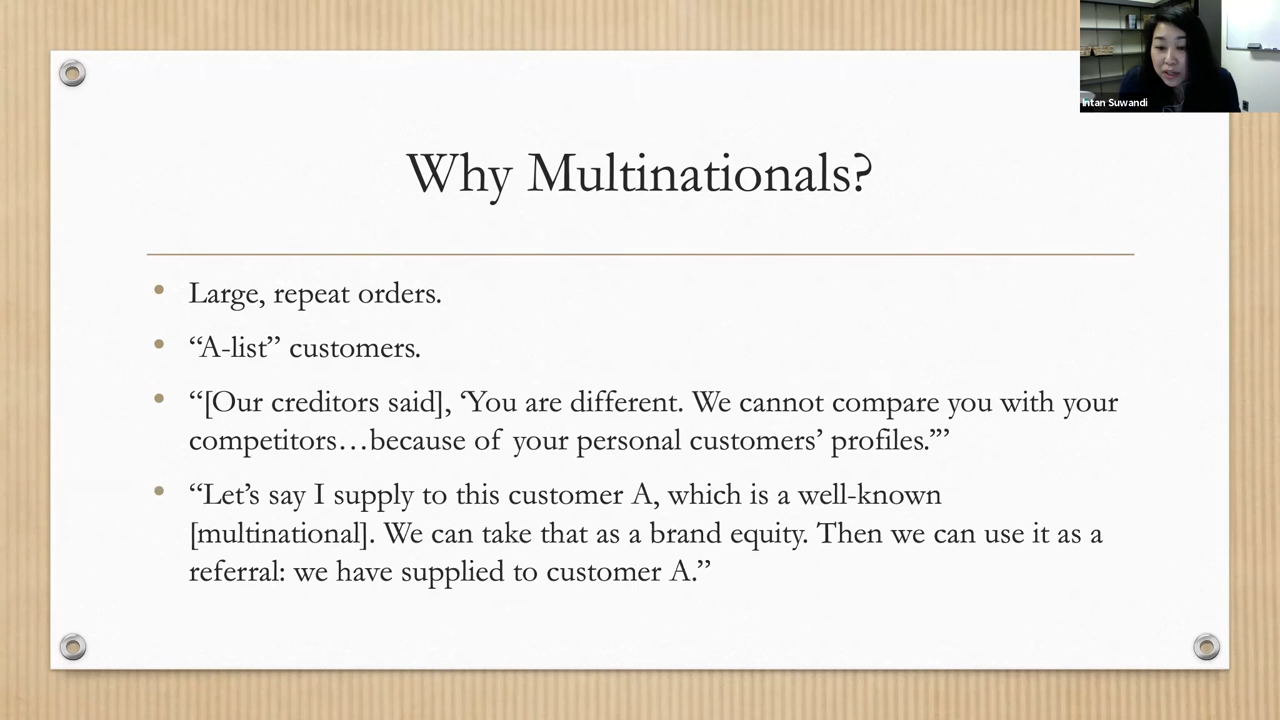 Intan Suwandi
Why Multinationals?
• Large, repeat orders.
• “A-list” customers.
• “[Our creditors said], ‘You are different. We cannot compare you with your
competitors…because of your personal customers’ profiles.”’
• “Let’s say I supply to this customer A, which is a well-known
[multinational]. We can take that as a brand equity. Then we can use it as a
referral: we have supplied to customer A.”